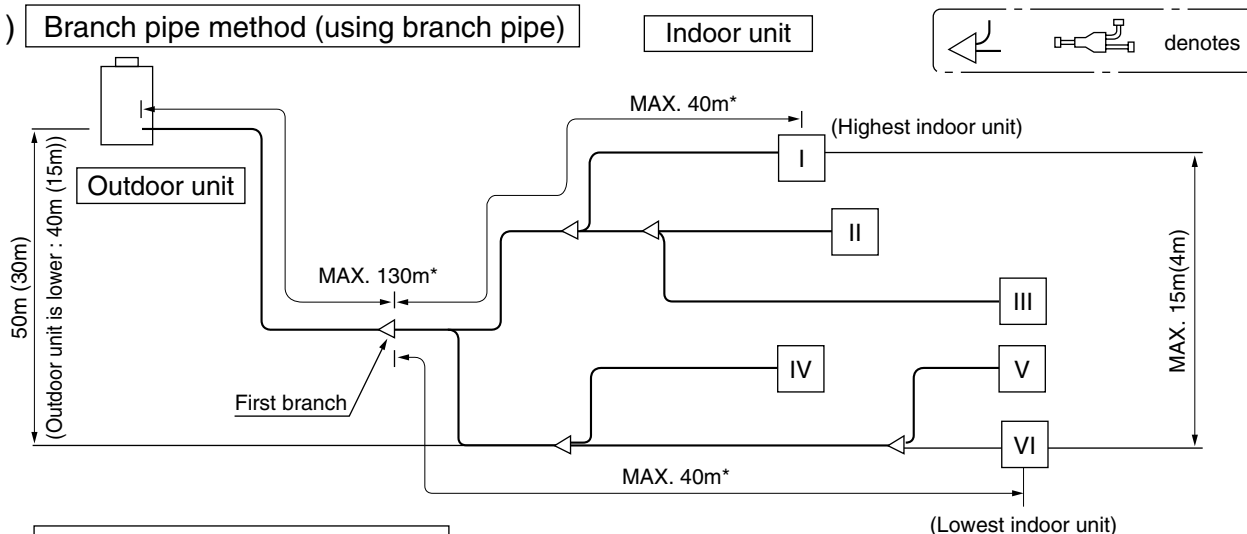 ) Branch pipe method (using branch pipe)
Indoor unit
denotes
MAX. 40m*
(Highest indoor unit)
I
Outdoor unit
II
50m (30m)
(Outdoor unit is lower : 40m (15m))
MAX. 130m*
III
MAX. 15m(4m)
IV
V
First branch
VI
MAX. 40m*
(Lowest indoor unit)